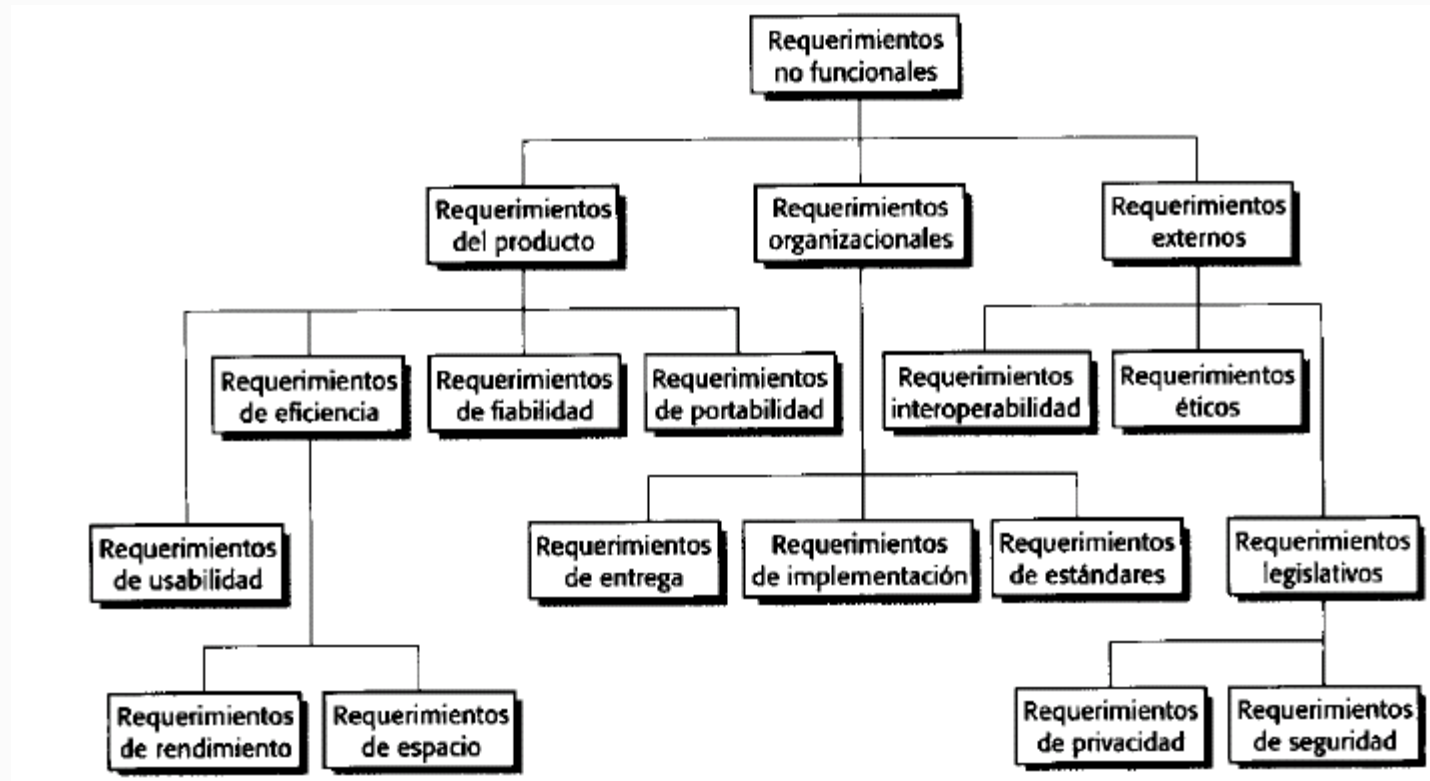 Requerimientos
no funcionales
Requerimientos
del producto
Requerimientos
organizacionales
Requerimientos
externos
Requerimientos
de eficiencia
Requerimientos
de fiabilidad
Requerimientos
de portabilidad
Requerimientos
interoperabilidad
Requerimientos
éticos
Requerimientos
de usabilidad
Requerimientos
de entrega
Requerimientos
de implementación
Requerimientos
de estándares
Requerimientos
legislativos
Requerimientos
de rendimiento
Requerimientos
de espacio
Requerimientos
de privacidad
Requerimientos
de seguridad